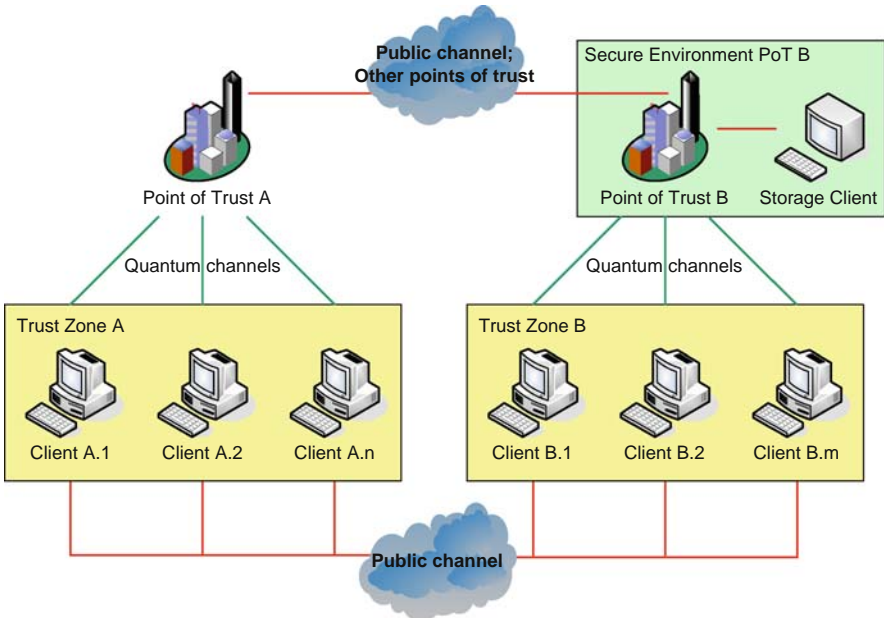 Public channel;
Other points of trust
Secure Environment PoT B
Point of Trust A
Point of Trust B
Storage Client
Quantum channels
Quantum channels
Trust Zone A
Trust Zone B
Client A.1
Client A.2
Client A.n
Client B.1
Client B.2
Client B.m
Public channel